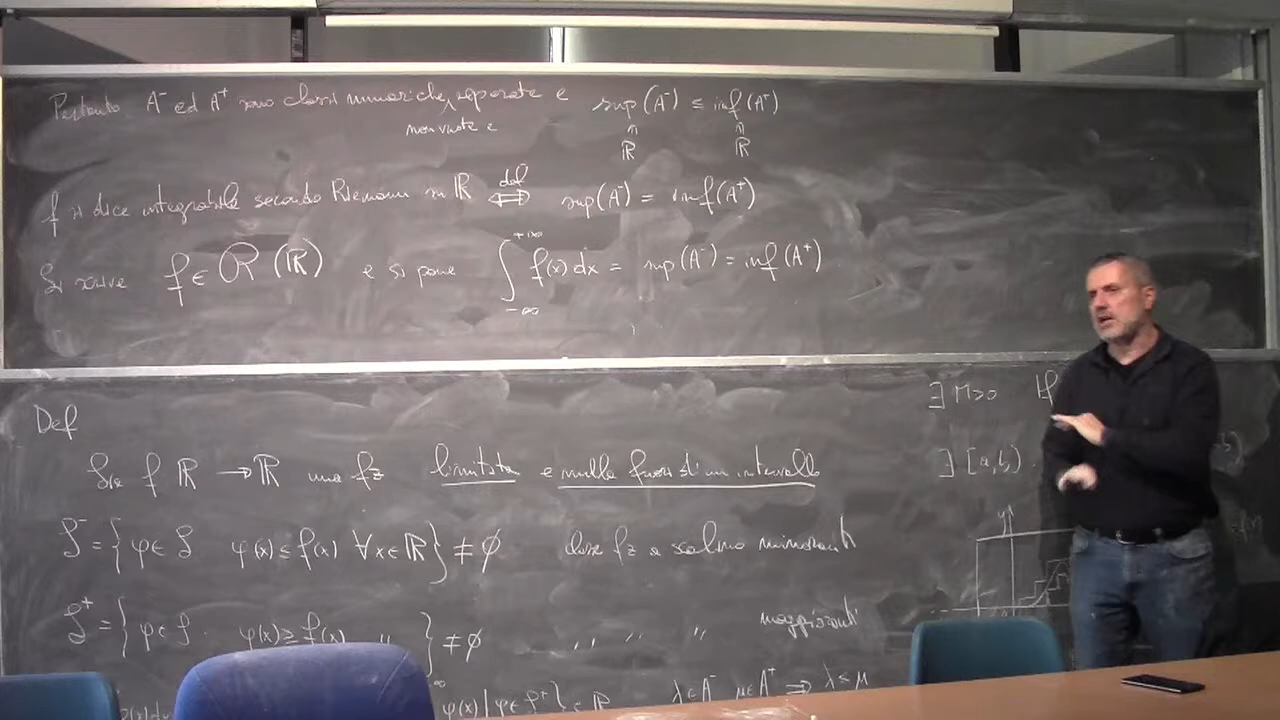 Pertanto A⁻ ed A⁺ sono classi numeriche, separate e sup(A⁻) ≤ inf(A⁺)
non vuote e
ℝ ℝ
f si dice integrabile secondo Riemann su ℝ ⟺ def sup(A⁻) = inf(A⁺)
Si scrive f ∈ R(ℝ) e si pone ∫_{-∞}^{+∞} f(x) dx = sup(A⁻) = inf(A⁺)
Def
Sia f ℝ → ℝ una fz limitata e nulla fuori di un intervallo
S⁻ = { φ ∈ S φ(x) ≤ f(x) ∀x ∈ ℝ } ≠ ∅ classe fz a scalino minoranti
S⁺ = { φ ∈ S. φ(x) ≥ f(x) " } ≠ ∅ " " " maggioranti
φ(x) | φ ∈ S⁺ } ⊂ ℝ λ ∈ A⁻ μ ∈ A⁺ ⟹ λ ≤ μ
∃ M>0 |f
∃ [a,b)
y